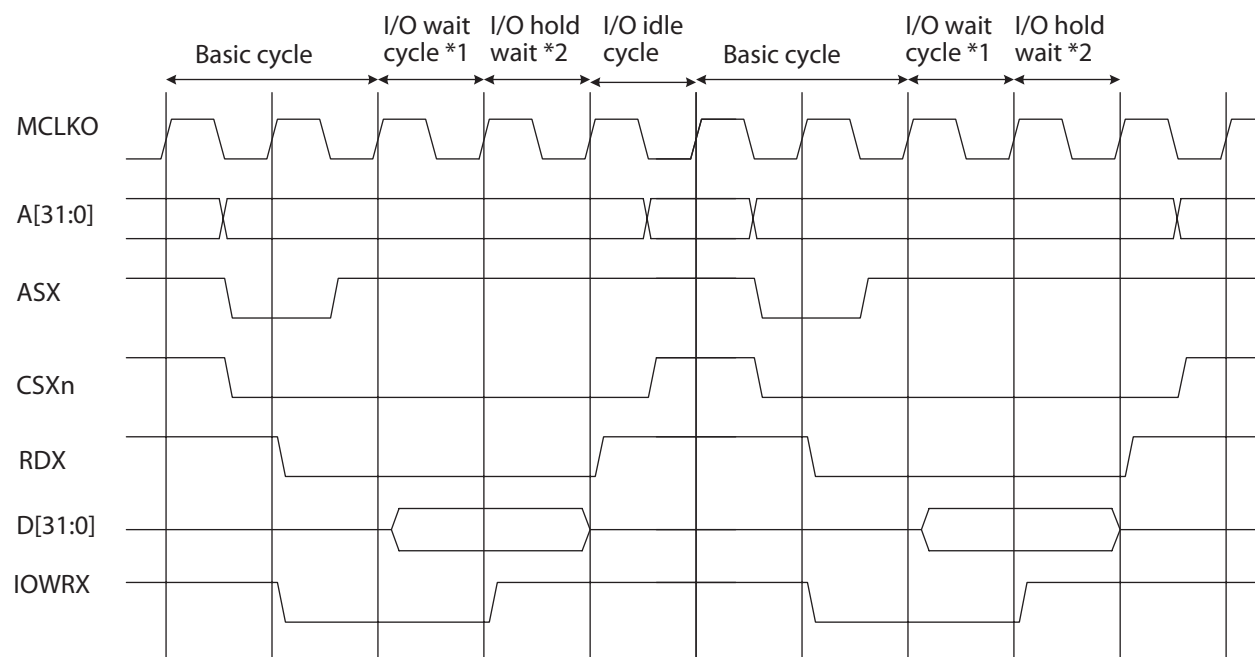 Basic cycle
I/O wait
cycle *1
I/O hold
wait *2
I/O idle
cycle
Basic cycle
I/O wait
cycle *1
I/O hold
wait *2
MCLKO
A[31:0]
ASX
CSXn
RDX
D[31:0]
IOWRX